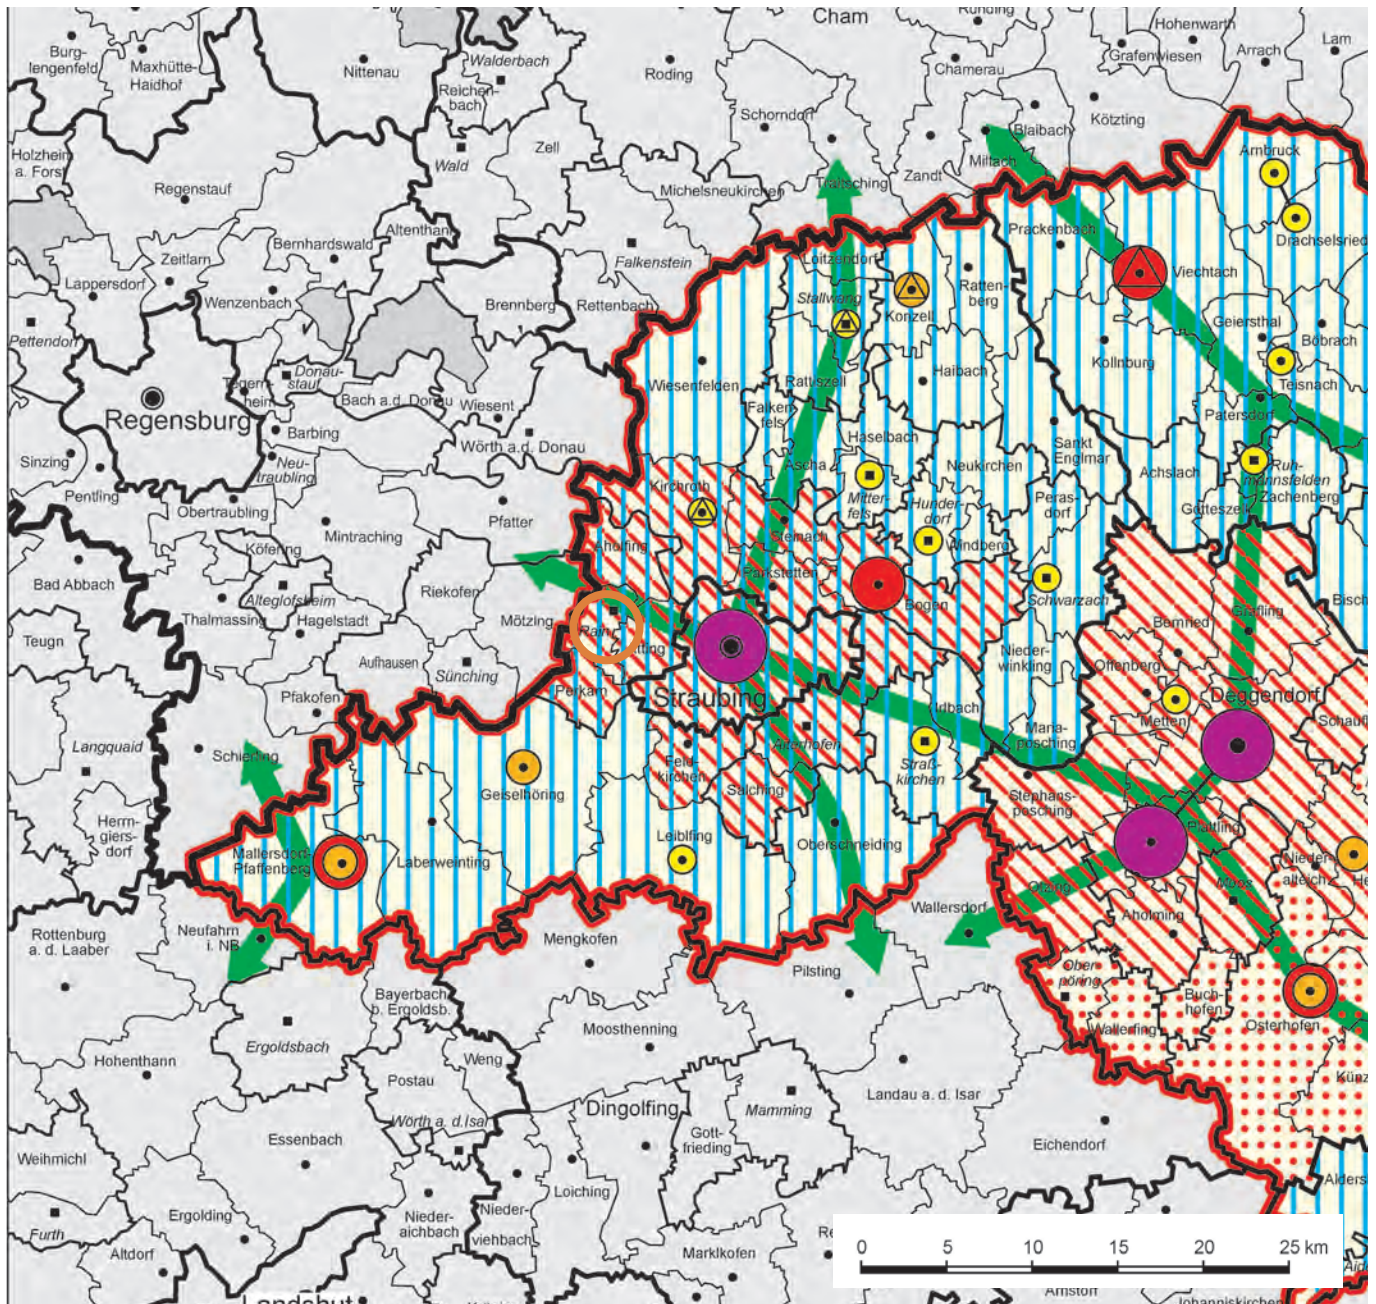 Cham
Runding
Hohenwarth
Lam
Burg-
lengenfeld
Maxhütte-
Haidhof
Nittenau
Walderbach
Reichen-
bach
Roding
Chamerau
Grafenwiesen
Arrach
Schorndorf
Blaibach
Kötzting
Holzheim
a. Forst
Wald
Zell
Miltach
Arnbruck
Regenstauf
Michelsneukirchen
Traitsching
Zandt
Altenthann
Prackenbach
Bernhardswald
Drachselsried
Zeitlarn
Falkenstein
Loitzendorf
Viechtach
Lappersdorf
Wenzenbach
Brennberg
Rettenbach
Stallwang
Ratten-
berg
Konzell
Geiersthal
Pettendorf
Böbrach
Kollnburg
Donau-
stauf
Tegern-
heim
Wiesenfelden
Rattiszell
Haibach
Teisnach
Bach a.d. Donau
Wiesent
Falken-
fels
Patersdorf
Regensburg
Barbing
Haselbach
Wörth a.d. Donau
Sankt
Englmar
Sinzing
Neu-
traubling
Ascha
Neukirchen
Achslach
Ruh-
mannsfelden
Kirchroth
Mitter-
fels
Hunder-
dorf
Peras-
dorf
Zachenberg
Pentling
Obertraubling
Gotteszell
Pfatter
Mintraching
Steinach
Windberg
Aholfing
Köfering
Bad Abbach
Parkstetten
Riekofen
Alteglofsheim
Bogen
Schwarzach
Grafling
Thalmassing
Hagelstadt
Mötzing
Rain
Bernried
Teugn
Atting
Nieder-
winkling
Aufhausen
Sünching
Offenberg
Pfakofen
Perkam
Straubing
Deggendorf
Irlbach
Metten
Langquaid
Schierling
Aiterhofen
Maria-
posching
Feld-
kirchen
Straß-
kirchen
Geiselhöring
Salching
Stephans-
posching
Herrn-
giers-
dorf
Plattling
Leiblfing
Oberschneiding
Mallersdorf-
Pfaffenberg
Laberweinting
Nieder-
alteich
Otzing
Moos
Wallersdorf
Aholming
Rottenburg
a. d. Laaber
Neufahrn
i. NB
Mengkofen
Pilsting
Ober-
pöring
Bayerbach
b. Ergoldsb.
Buch-
hofen
Moosthenning
Wallerfing
Osterhofen
Ergoldsbach
Hohenthann
Weng
Postau
Landau a. d. Isar
Dingolfing
Mamming
Wörth a. d. Isar
Gott-
frieding
Essenbach
Eichendorf
Weihmichl
Loiching
Ergolding
Nieder-
aichbach
Nieder-
viehbach
Furth
Altdorf
Marklkofen
0 5 10 15 20 25 km
Landshut
Arnstorf
Johanniskirchen